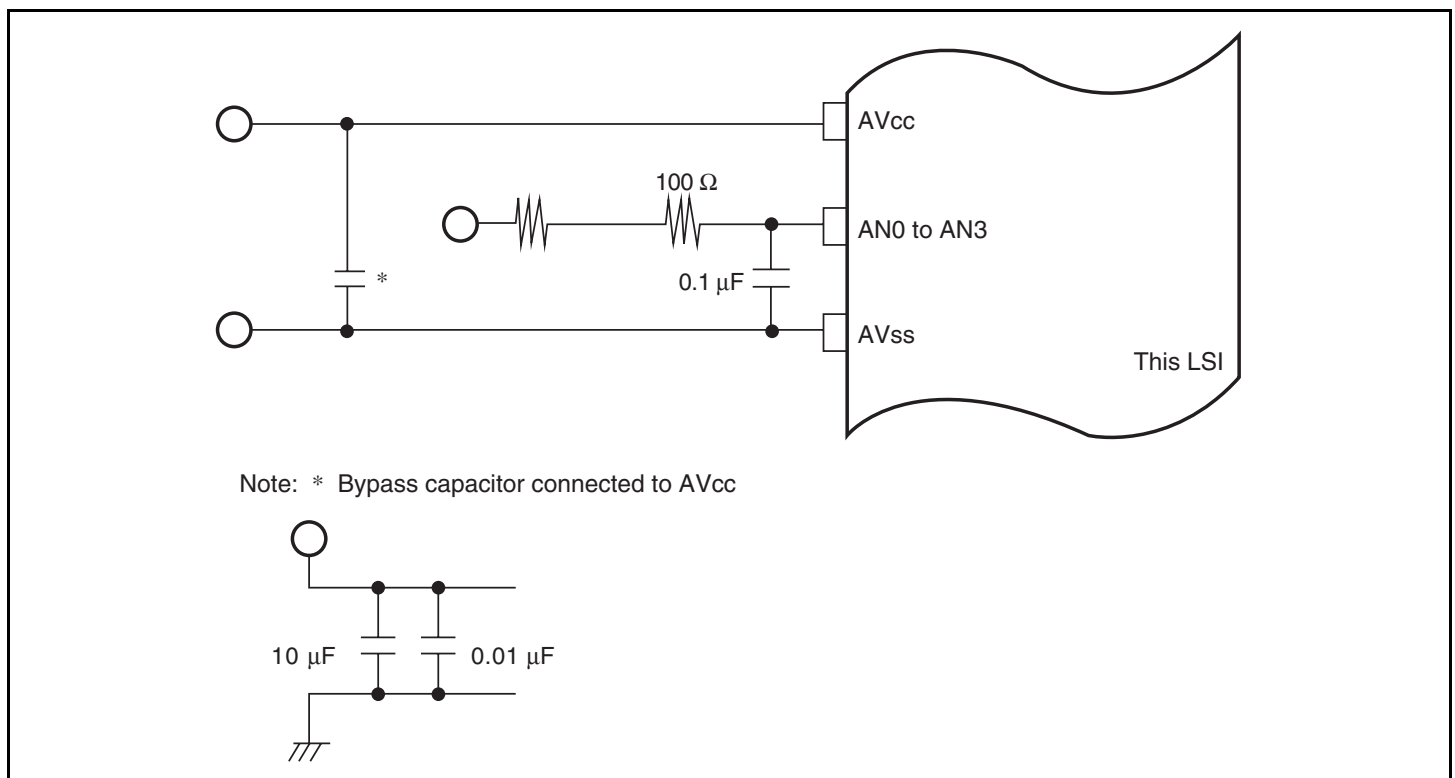 AVcc
100 Ω
AN0 to AN3
*
0.1 μF
AVss
This LSI
Note: * Bypass capacitor connected to AVcc
10 μF
0.01 μF